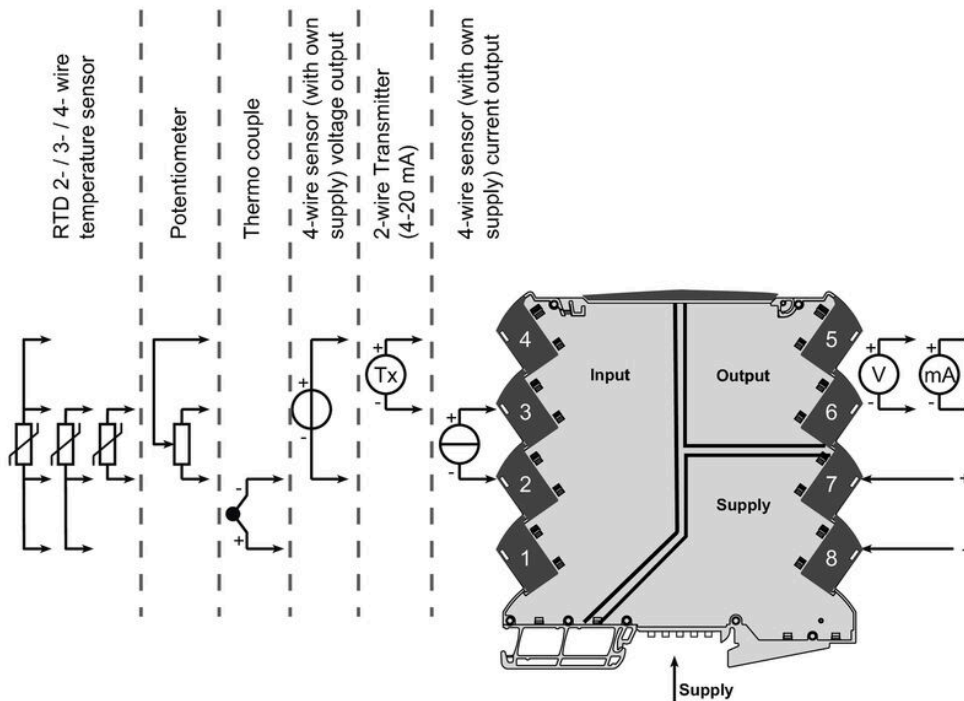 RTD 2- / 3- / 4- wire
temperature sensor
Potentiometer
Thermo couple
4-wire sensor (with own
supply) voltage output
2-wire Transmitter
(4-20 mA)
4-wire sensor (with own
supply) current output
4
5
Input
Output
+
Tx
-
+
-
+
-
3
6
+
V
-
+
mA
-
2
7
+
-
+
Supply
1
8
-
Supply